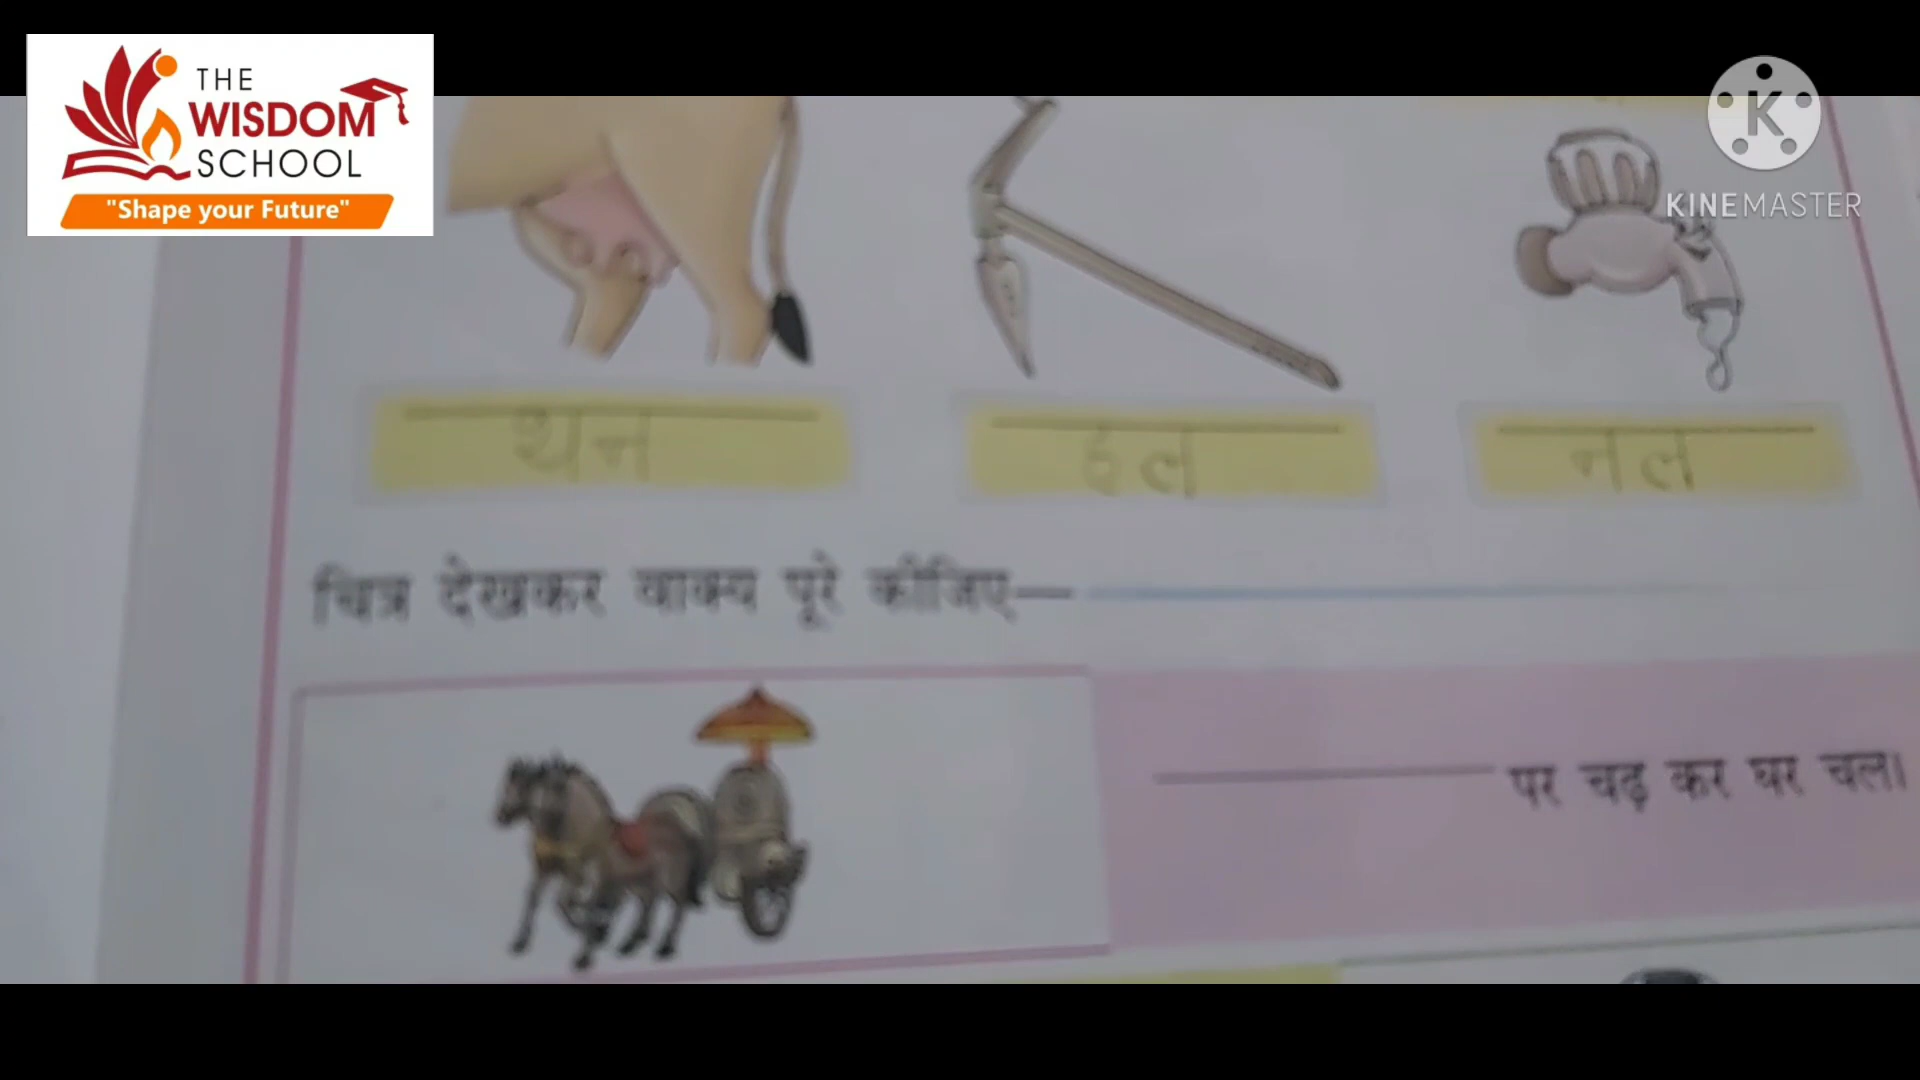 THE
WISDOM
SCHOOL
"Shape your Future"
K
KINEMASTER
थन
हल
नल
चित्र देखकर वाक्य पूरे कीजिए—
पर चढ़ कर घर चल।